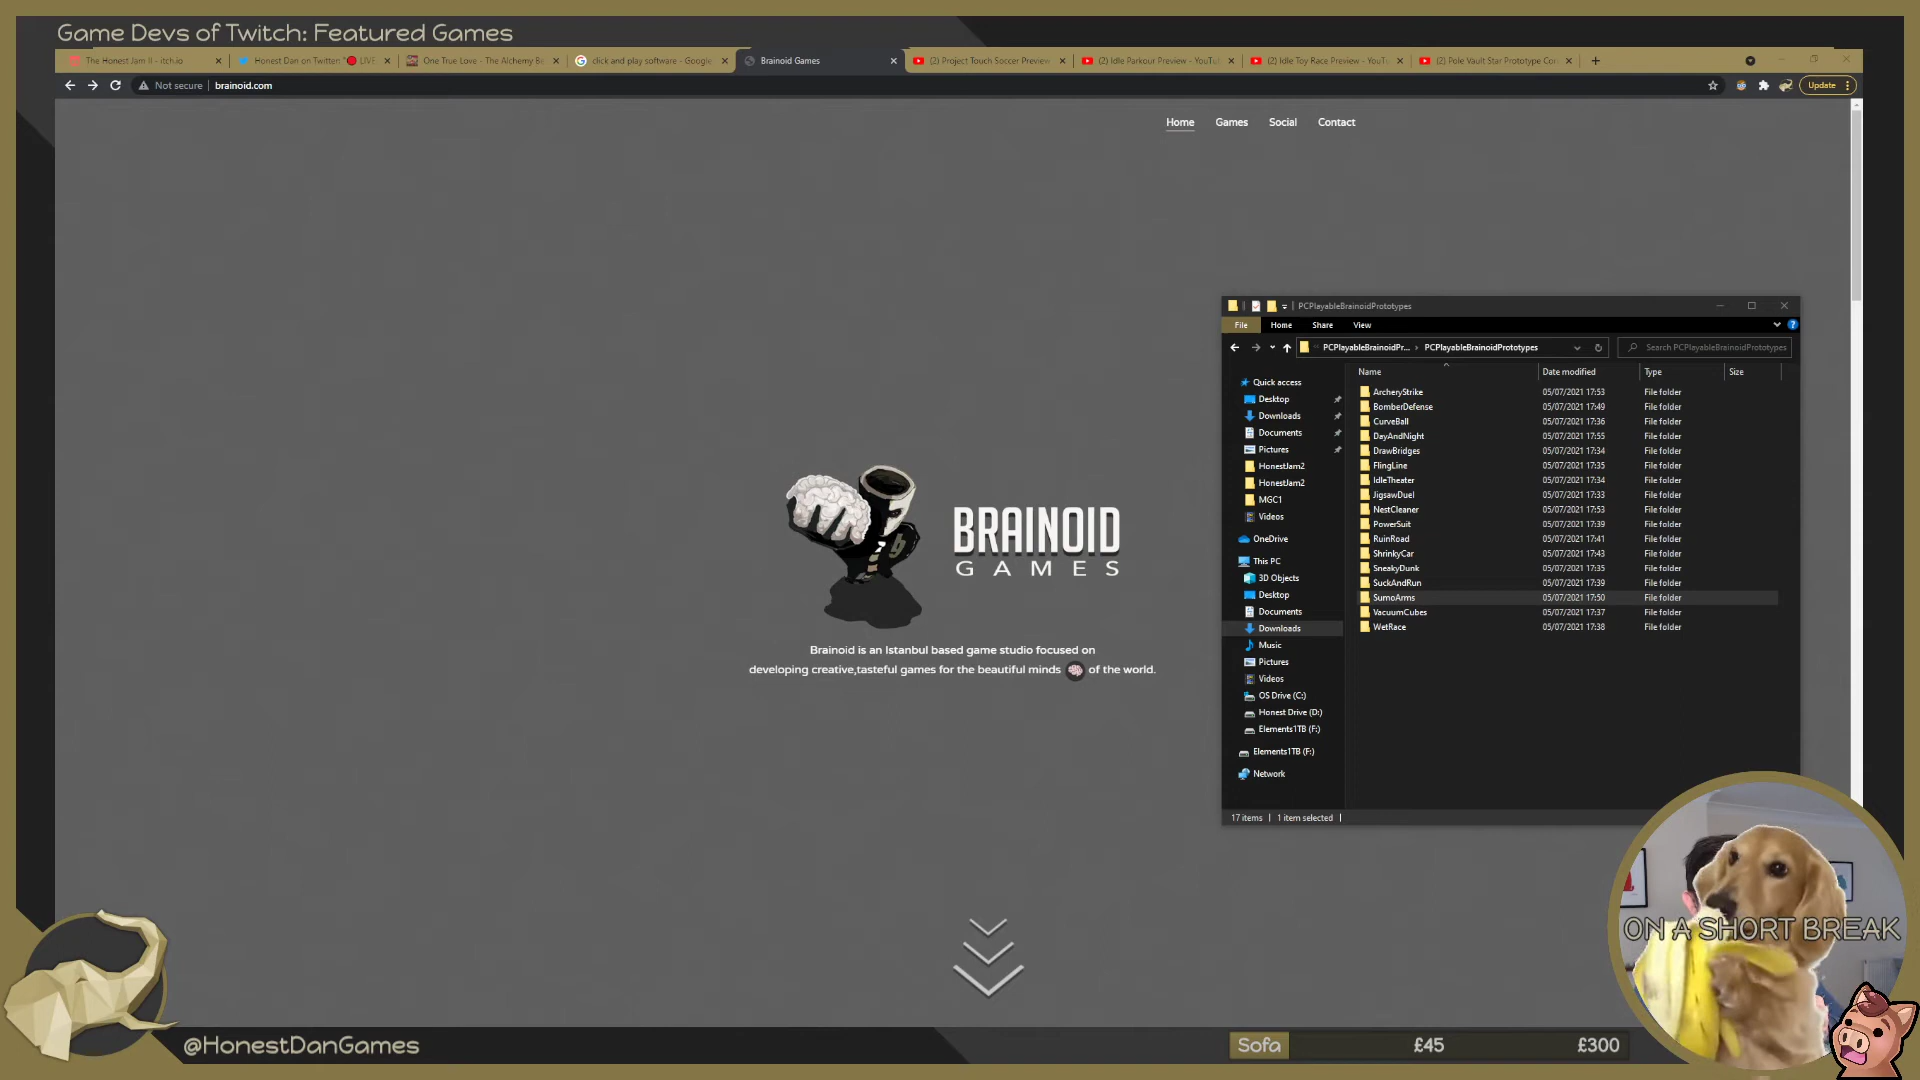 Game Devs of Twitch: Featured Games
The Honest Jam II - itch.io
Honest Dan on Twitter: "🔴 LIVE
One True Love - The Alchemy Be
click and play software - Google
Brainoid Games
(2) Project Touch Soccer Preview
(2) Idle Parkour Preview - YouTu
(2) Idle Toy Race Preview - YouTu
(2) Pole Vault Star Prototype Con
Not secure | brainoid.com
Update
Home Games Social Contact
BRAINOID
GAMES
Brainoid is an Istanbul based game studio focused on
developing creative,tasteful games for the beautiful minds of the world.
PCPlayableBrainoidPrototypes
File Home Share View
PCPlayableBrainoidPr... › PCPlayableBrainoidPrototypes
Search PCPlayableBrainoidPrototypes
Quick access
Desktop
Downloads
Documents
Pictures
HonestJam2
HonestJam2
MGC1
Videos
OneDrive
This PC
3D Objects
Desktop
Documents
Downloads
Music
Pictures
Videos
OS Drive (C:)
Honest Drive (D:)
Elements1TB (F:)
Elements1TB (F:)
Network
Name Date modified Type Size
ArcheryStrike 05/07/2021 17:53 File folder
BomberDefense 05/07/2021 17:49 File folder
CurveBall 05/07/2021 17:36 File folder
DayAndNight 05/07/2021 17:55 File folder
DrawBridges 05/07/2021 17:34 File folder
FlingLine 05/07/2021 17:35 File folder
IdleTheater 05/07/2021 17:34 File folder
JigsawDuel 05/07/2021 17:33 File folder
NestCleaner 05/07/2021 17:53 File folder
PowerSuit 05/07/2021 17:39 File folder
RuinRoad 05/07/2021 17:41 File folder
ShrinkyCar 05/07/2021 17:43 File folder
SneakyDunk 05/07/2021 17:35 File folder
SuckAndRun 05/07/2021 17:39 File folder
SumoArms 05/07/2021 17:50 File folder
VacuumCubes 05/07/2021 17:37 File folder
WetRace 05/07/2021 17:38 File folder
17 items | 1 item selected |
ON A SHORT BREAK
@HonestDanGames
Sofa £45 £300